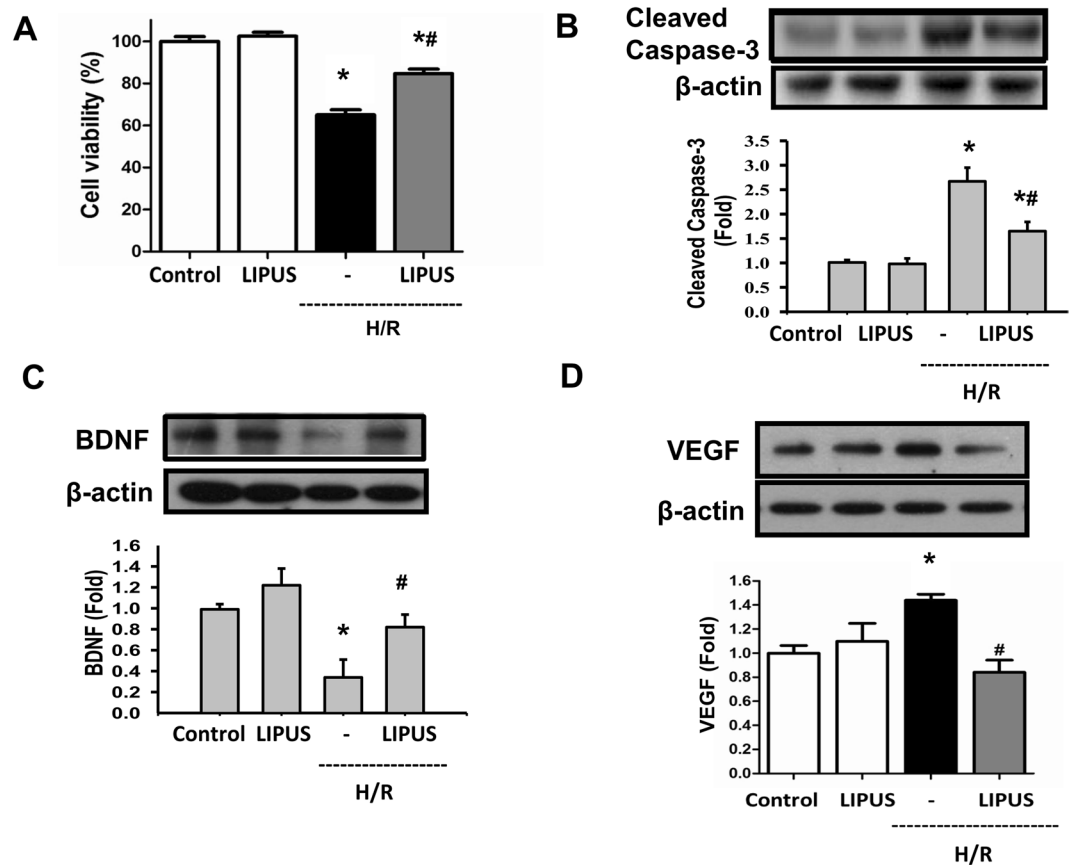 A
Cell viability (%)
120
100
80
60
40
20
0
*
*#
Control
LIPUS
-
LIPUS
H/R
B
Cleaved
Caspase-3
β-actin
Cleaved Caspase-3
(Fold)
3.5
3.0
2.5
2.0
1.5
1.0
0.5
0.0
*
*#
Control
LIPUS
-
LIPUS
H/R
C
BDNF
β-actin
BDNF (Fold)
1.6
1.4
1.2
1.0
0.8
0.6
0.4
0.2
0.0
*
#
Control
LIPUS
-
LIPUS
H/R
D
VEGF
β-actin
VEGF (Fold)
1.6
1.4
1.2
1.0
0.8
0.6
0.4
0.2
0.0
*
#
Control
LIPUS
-
LIPUS
H/R